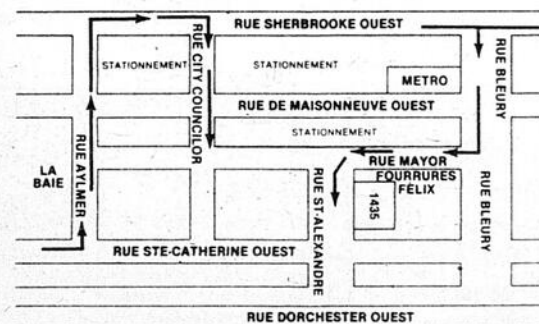 RUE SHERBROOKE OUEST
STATIONNEMENT
RUE CITY COUNCILOR
STATIONNEMENT
METRO
RUE BLEURY
RUE DE MAISONNEUVE OUEST
STATIONNEMENT
LA
BAIE
RUE AYLMER
RUE MAYOR
FOURRURES
FÉLIX
1435
RUE ST-ALEXANDRE
RUE BLEURY
RUE STE-CATHERINE OUEST
RUE DORCHESTER OUEST